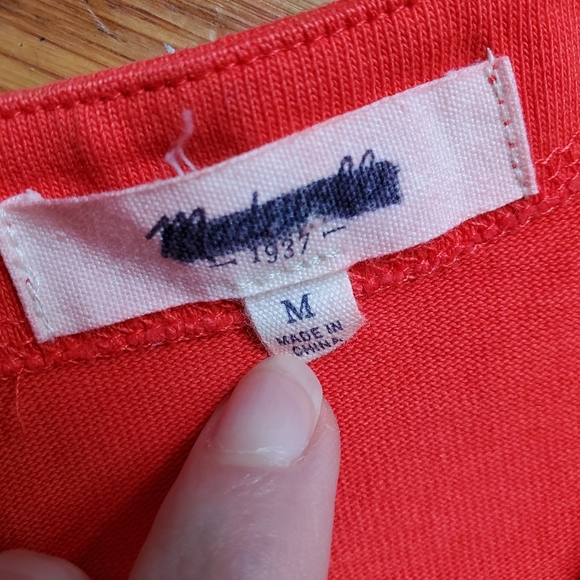 Madewell
— 1937 —
M
MADE IN
CHINA